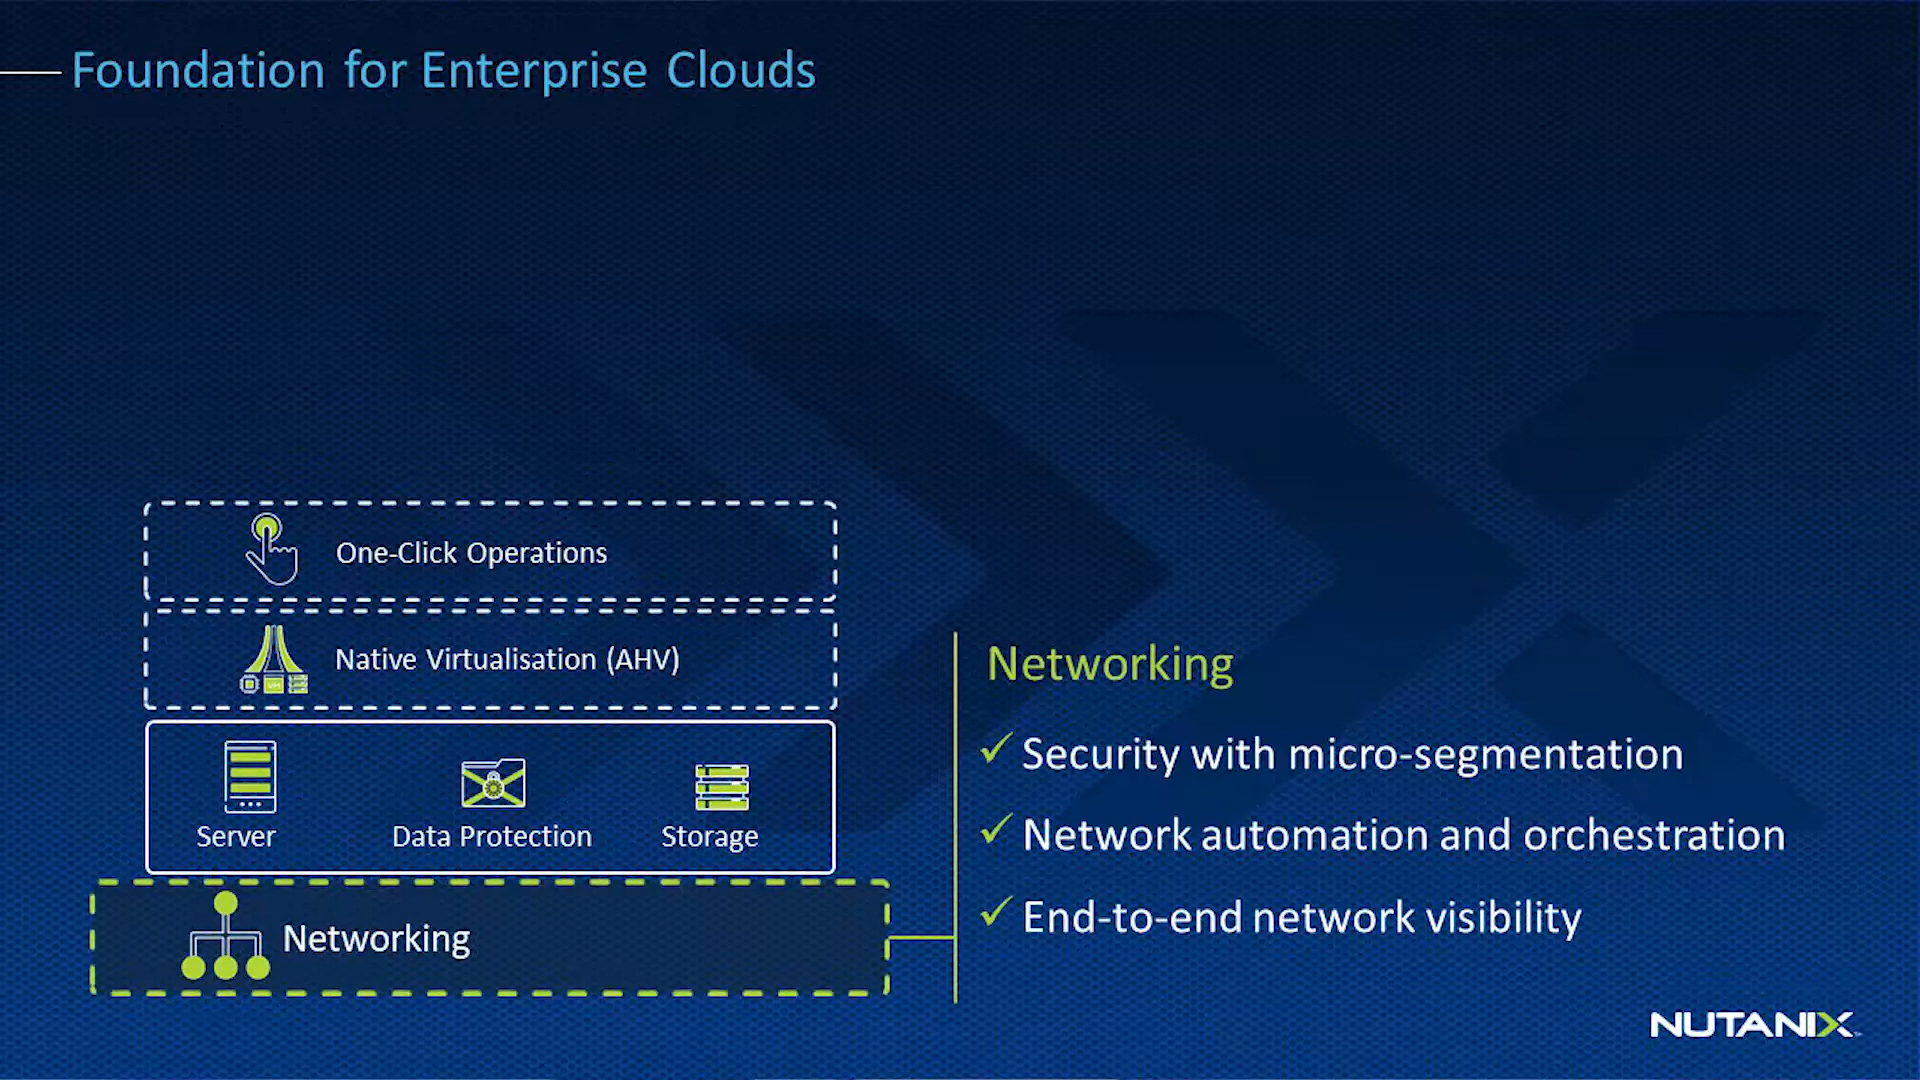 Foundation for Enterprise Clouds
One-Click Operations
Native Virtualisation (AHV)
Server
Data Protection
Storage
Networking
Networking
✓ Security with micro-segmentation
✓ Network automation and orchestration
✓ End-to-end network visibility
NUTANIX